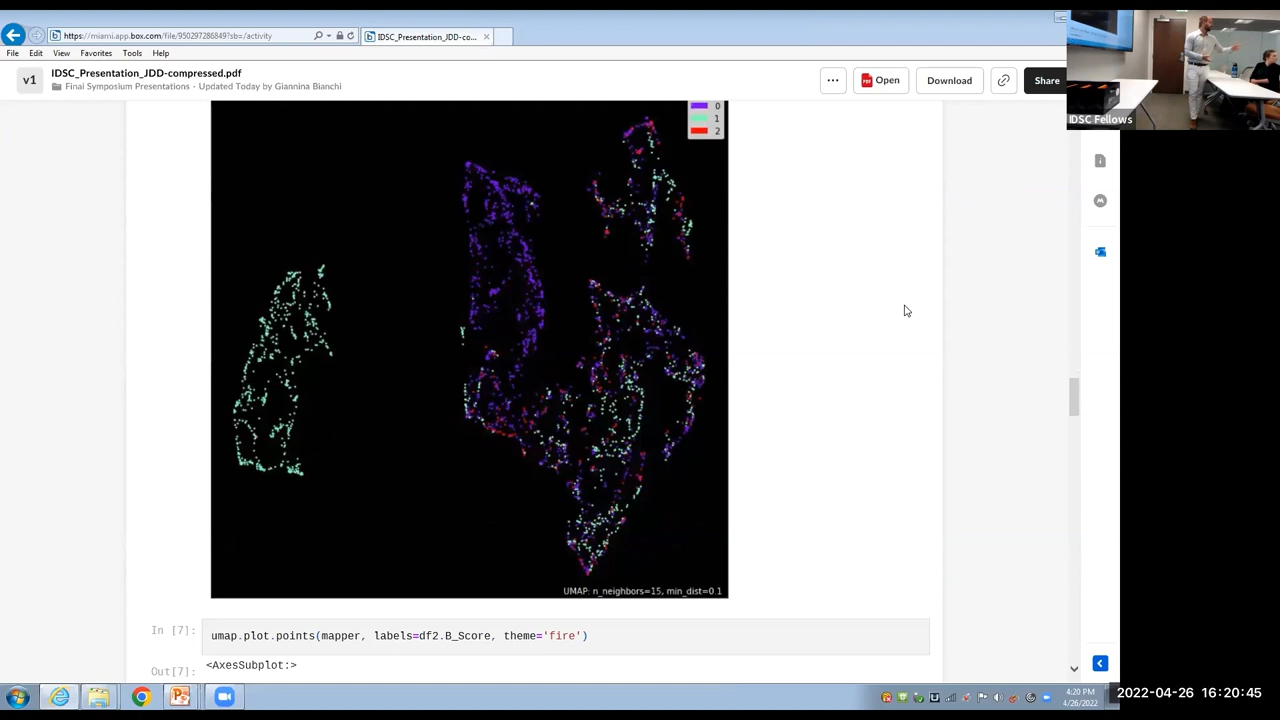 https://miami.app.box.com/file/950297286849?sb=/activity
IDSC_Presentation_JDD-co...
File Edit View Favorites Tools Help
v1
IDSC_Presentation_JDD-compressed.pdf
Final Symposium Presentations - Updated Today by Giannina Bianchi
Open
Download
Share
IDSC Fellows
0
1
2
UMAP: n_neighbors=15, min_dist=0.1
In [7]:
umap.plot.points(mapper, labels=df2.B_Score, theme='fire')
Out[7]:
<AxesSubplot:>
4:20 PM
4/26/2022
2022-04-26 16:20:45